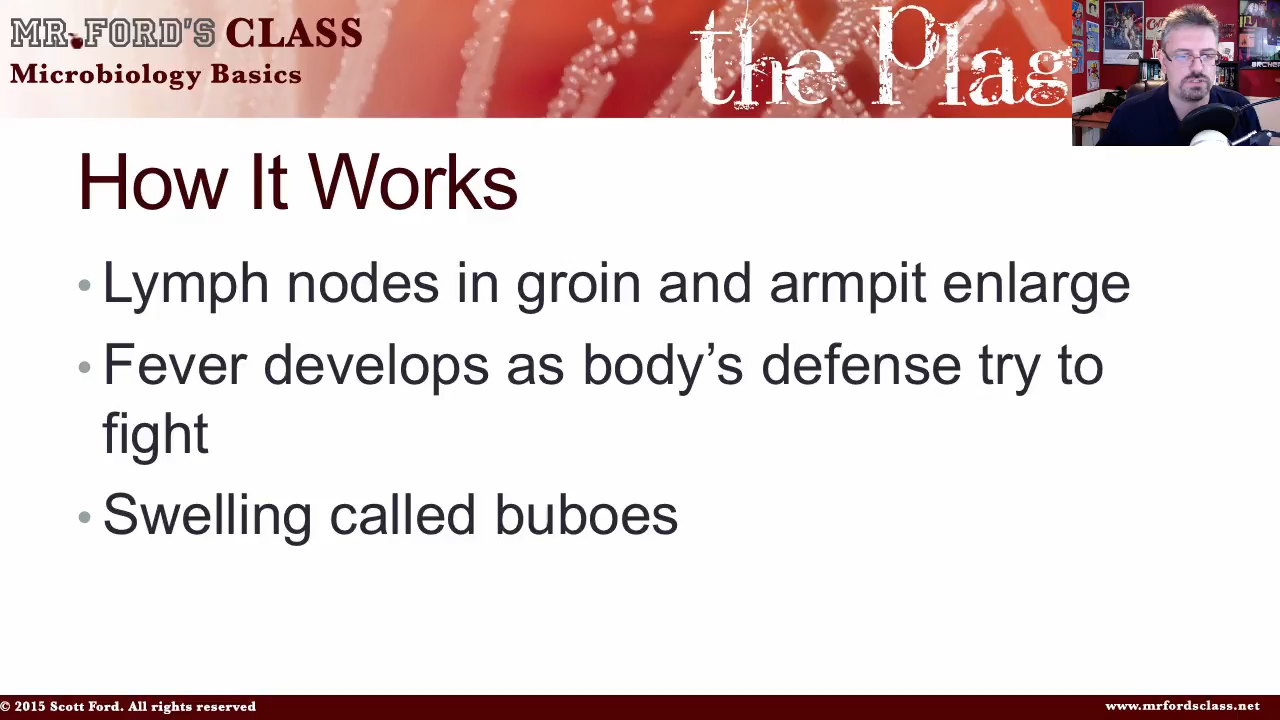 MR. FORD'S CLASS
Microbiology Basics
the Plag
ARCHER
How It Works
• Lymph nodes in groin and armpit enlarge
• Fever develops as body's defense try to
fight
• Swelling called buboes
© 2015 Scott Ford. All rights reserved
www.mrfordsclass.net